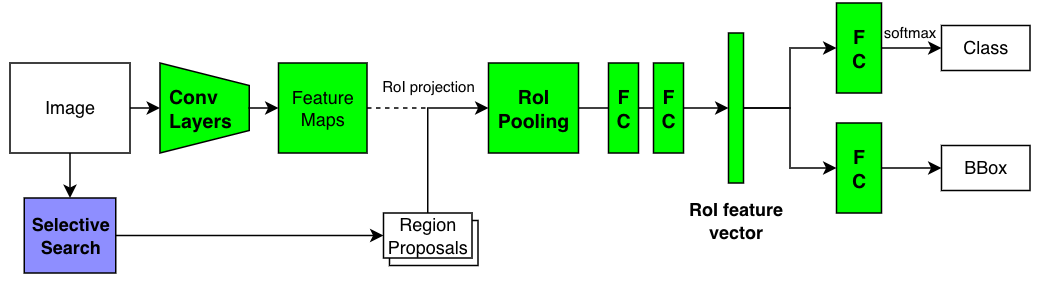 Image
Conv
Layers
Feature
Maps
RoI projection
RoI
Pooling
F
C
F
C
RoI feature
vector
F
C
softmax
Class
F
C
BBox
Selective
Search
Region
Proposals